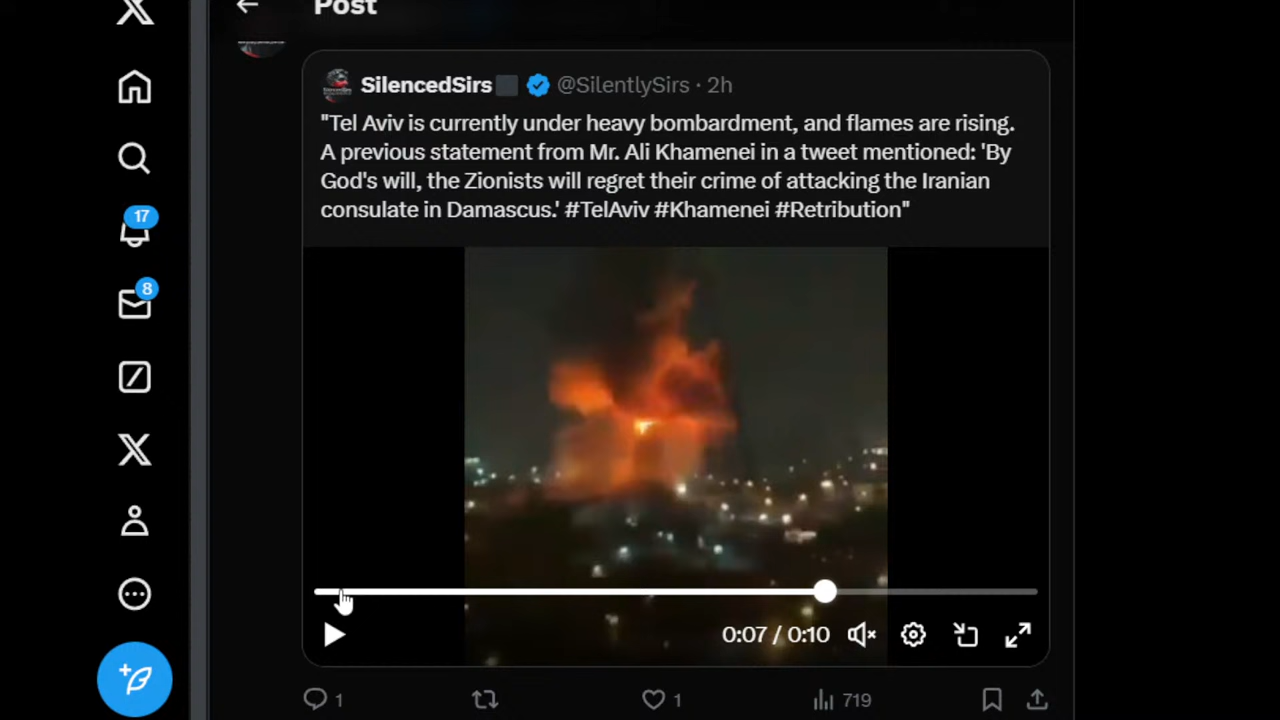 Post
SilencedSirs @SilentlySirs · 2h
"Tel Aviv is currently under heavy bombardment, and flames are rising.
A previous statement from Mr. Ali Khamenei in a tweet mentioned: 'By
God's will, the Zionists will regret their crime of attacking the Iranian
consulate in Damascus.' #TelAviv #Khamenei #Retribution"
17
8
0:07 / 0:10
1
1
719